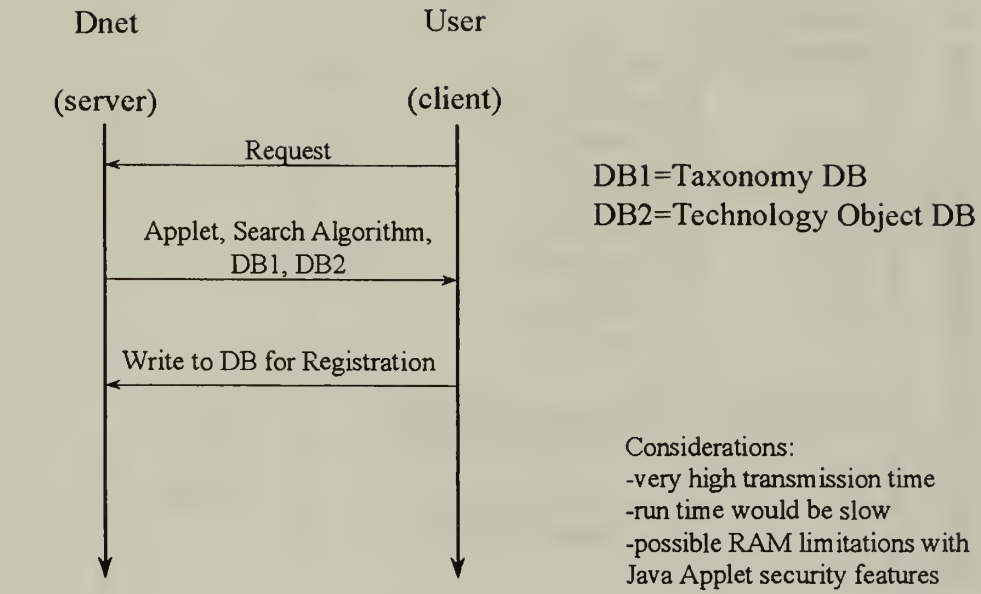 Dnet
User
(server)
(client)
Request
DB1=Taxonomy DB
DB2=Technology Object DB
Applet, Search Algorithm,
DB1, DB2
Write to DB for Registration
Considerations:
-very high transmission time
-run time would be slow
-possible RAM limitations with
Java Applet security features